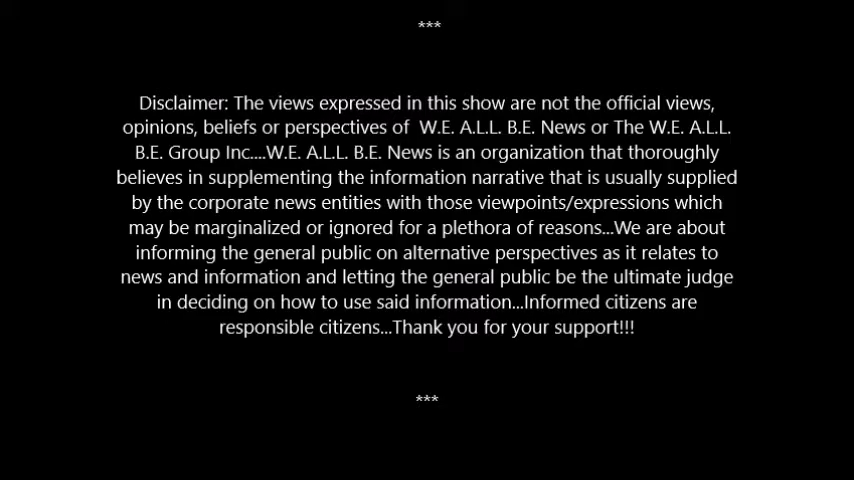 ***
Disclaimer: The views expressed in this show are not the official views,
opinions, beliefs or perspectives of  W.E. A.L.L. B.E. News or The W.E. A.L.L.
B.E. Group Inc....W.E. A.L.L. B.E. News is an organization that thoroughly
believes in supplementing the information narrative that is usually supplied
by the corporate news entities with those viewpoints/expressions which
may be marginalized or ignored for a plethora of reasons...We are about
informing the general public on alternative perspectives as it relates to
news and information and letting the general public be the ultimate judge
in deciding on how to use said information...Informed citizens are
responsible citizens...Thank you for your support!!!
***